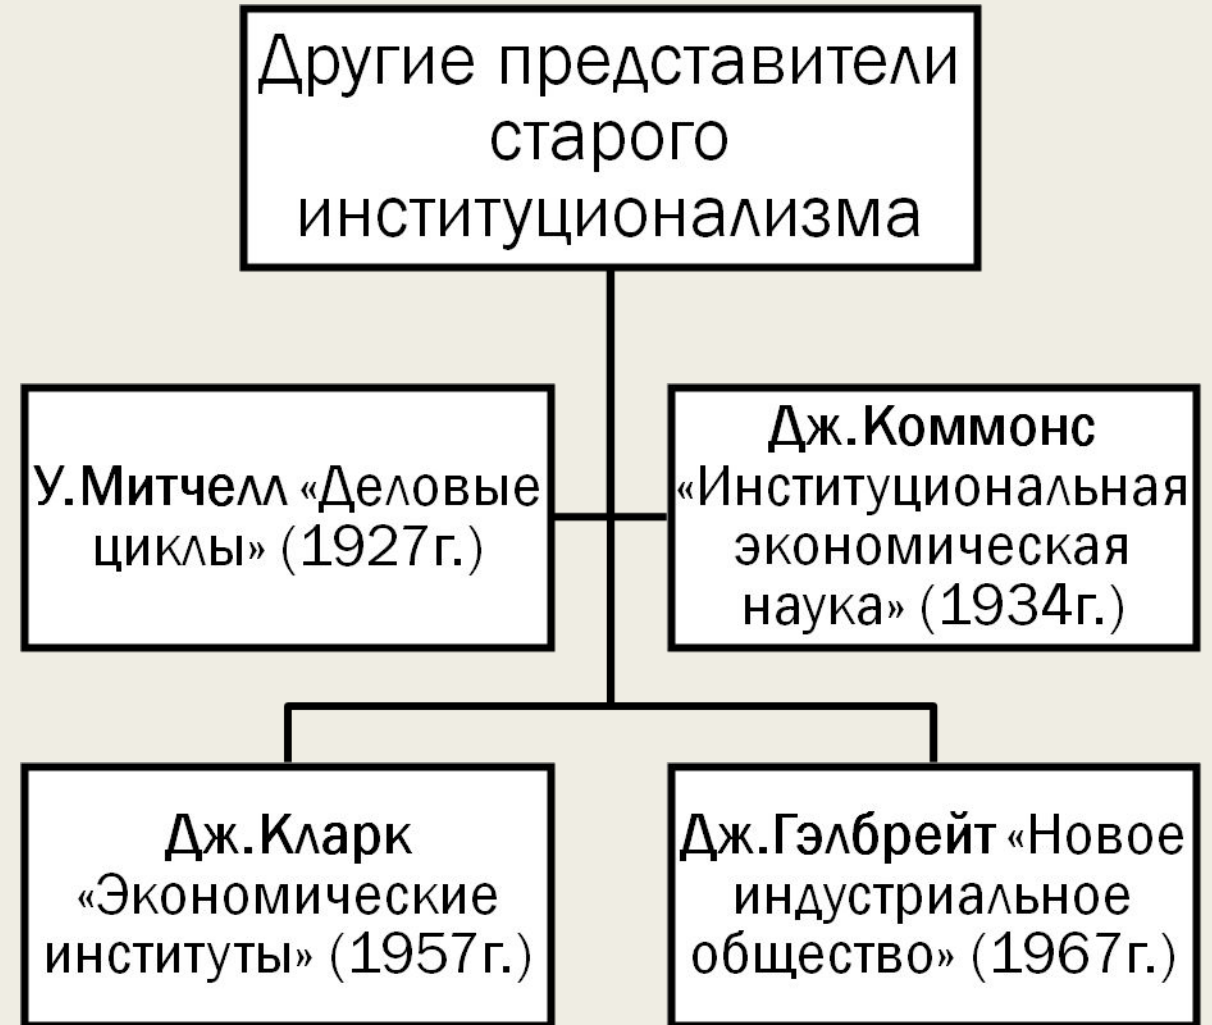 Другие представители
старого
институционализма
У.Митчелл «Деловые
циклы» (1927г.)
Дж.Коммонс
«Институциональная
экономическая
наука» (1934г.)
Дж.Кларк
«Экономические
институты» (1957г.)
Дж.Гэлбрейт «Новое
индустриальное
общество» (1967г.)